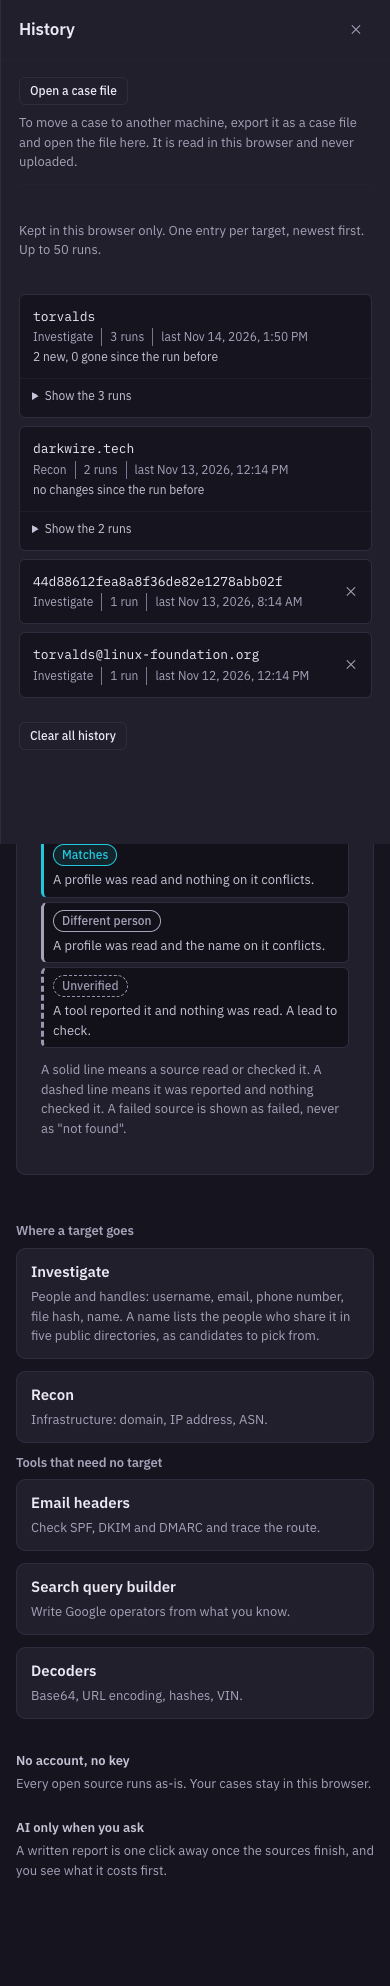 History
Open a case file
To move a case to another machine, export it as a case file
and open the file here. It is read in this browser and never
uploaded.
Kept in this browser only. One entry per target, newest first.
Up to 50 runs.
torvalds
Investigate | 3 runs | last Nov 14, 2026, 1:50 PM
2 new, 0 gone since the run before
Show the 3 runs
darkwire.tech
Recon | 2 runs | last Nov 13, 2026, 12:14 PM
no changes since the run before
Show the 2 runs
44d88612fea8a8f36de82e1278abb02f
Investigate | 1 run | last Nov 13, 2026, 8:14 AM
torvalds@linux-foundation.org
Investigate | 1 run | last Nov 12, 2026, 12:14 PM
Clear all history
Matches
A profile was read and nothing on it conflicts.
Different person
A profile was read and the name on it conflicts.
Unverified
A tool reported it and nothing was read. A lead to
check.
A solid line means a source read or checked it. A
dashed line means it was reported and nothing
checked it. A failed source is shown as failed, never
as "not found".
Where a target goes
Investigate
People and handles: username, email, phone number,
file hash, name. A name lists the people who share it in
five public directories, as candidates to pick from.
Recon
Infrastructure: domain, IP address, ASN.
Tools that need no target
Email headers
Check SPF, DKIM and DMARC and trace the route.
Search query builder
Write Google operators from what you know.
Decoders
Base64, URL encoding, hashes, VIN.
No account, no key
Every open source runs as-is. Your cases stay in this browser.
AI only when you ask
A written report is one click away once the sources finish, and
you see what it costs first.